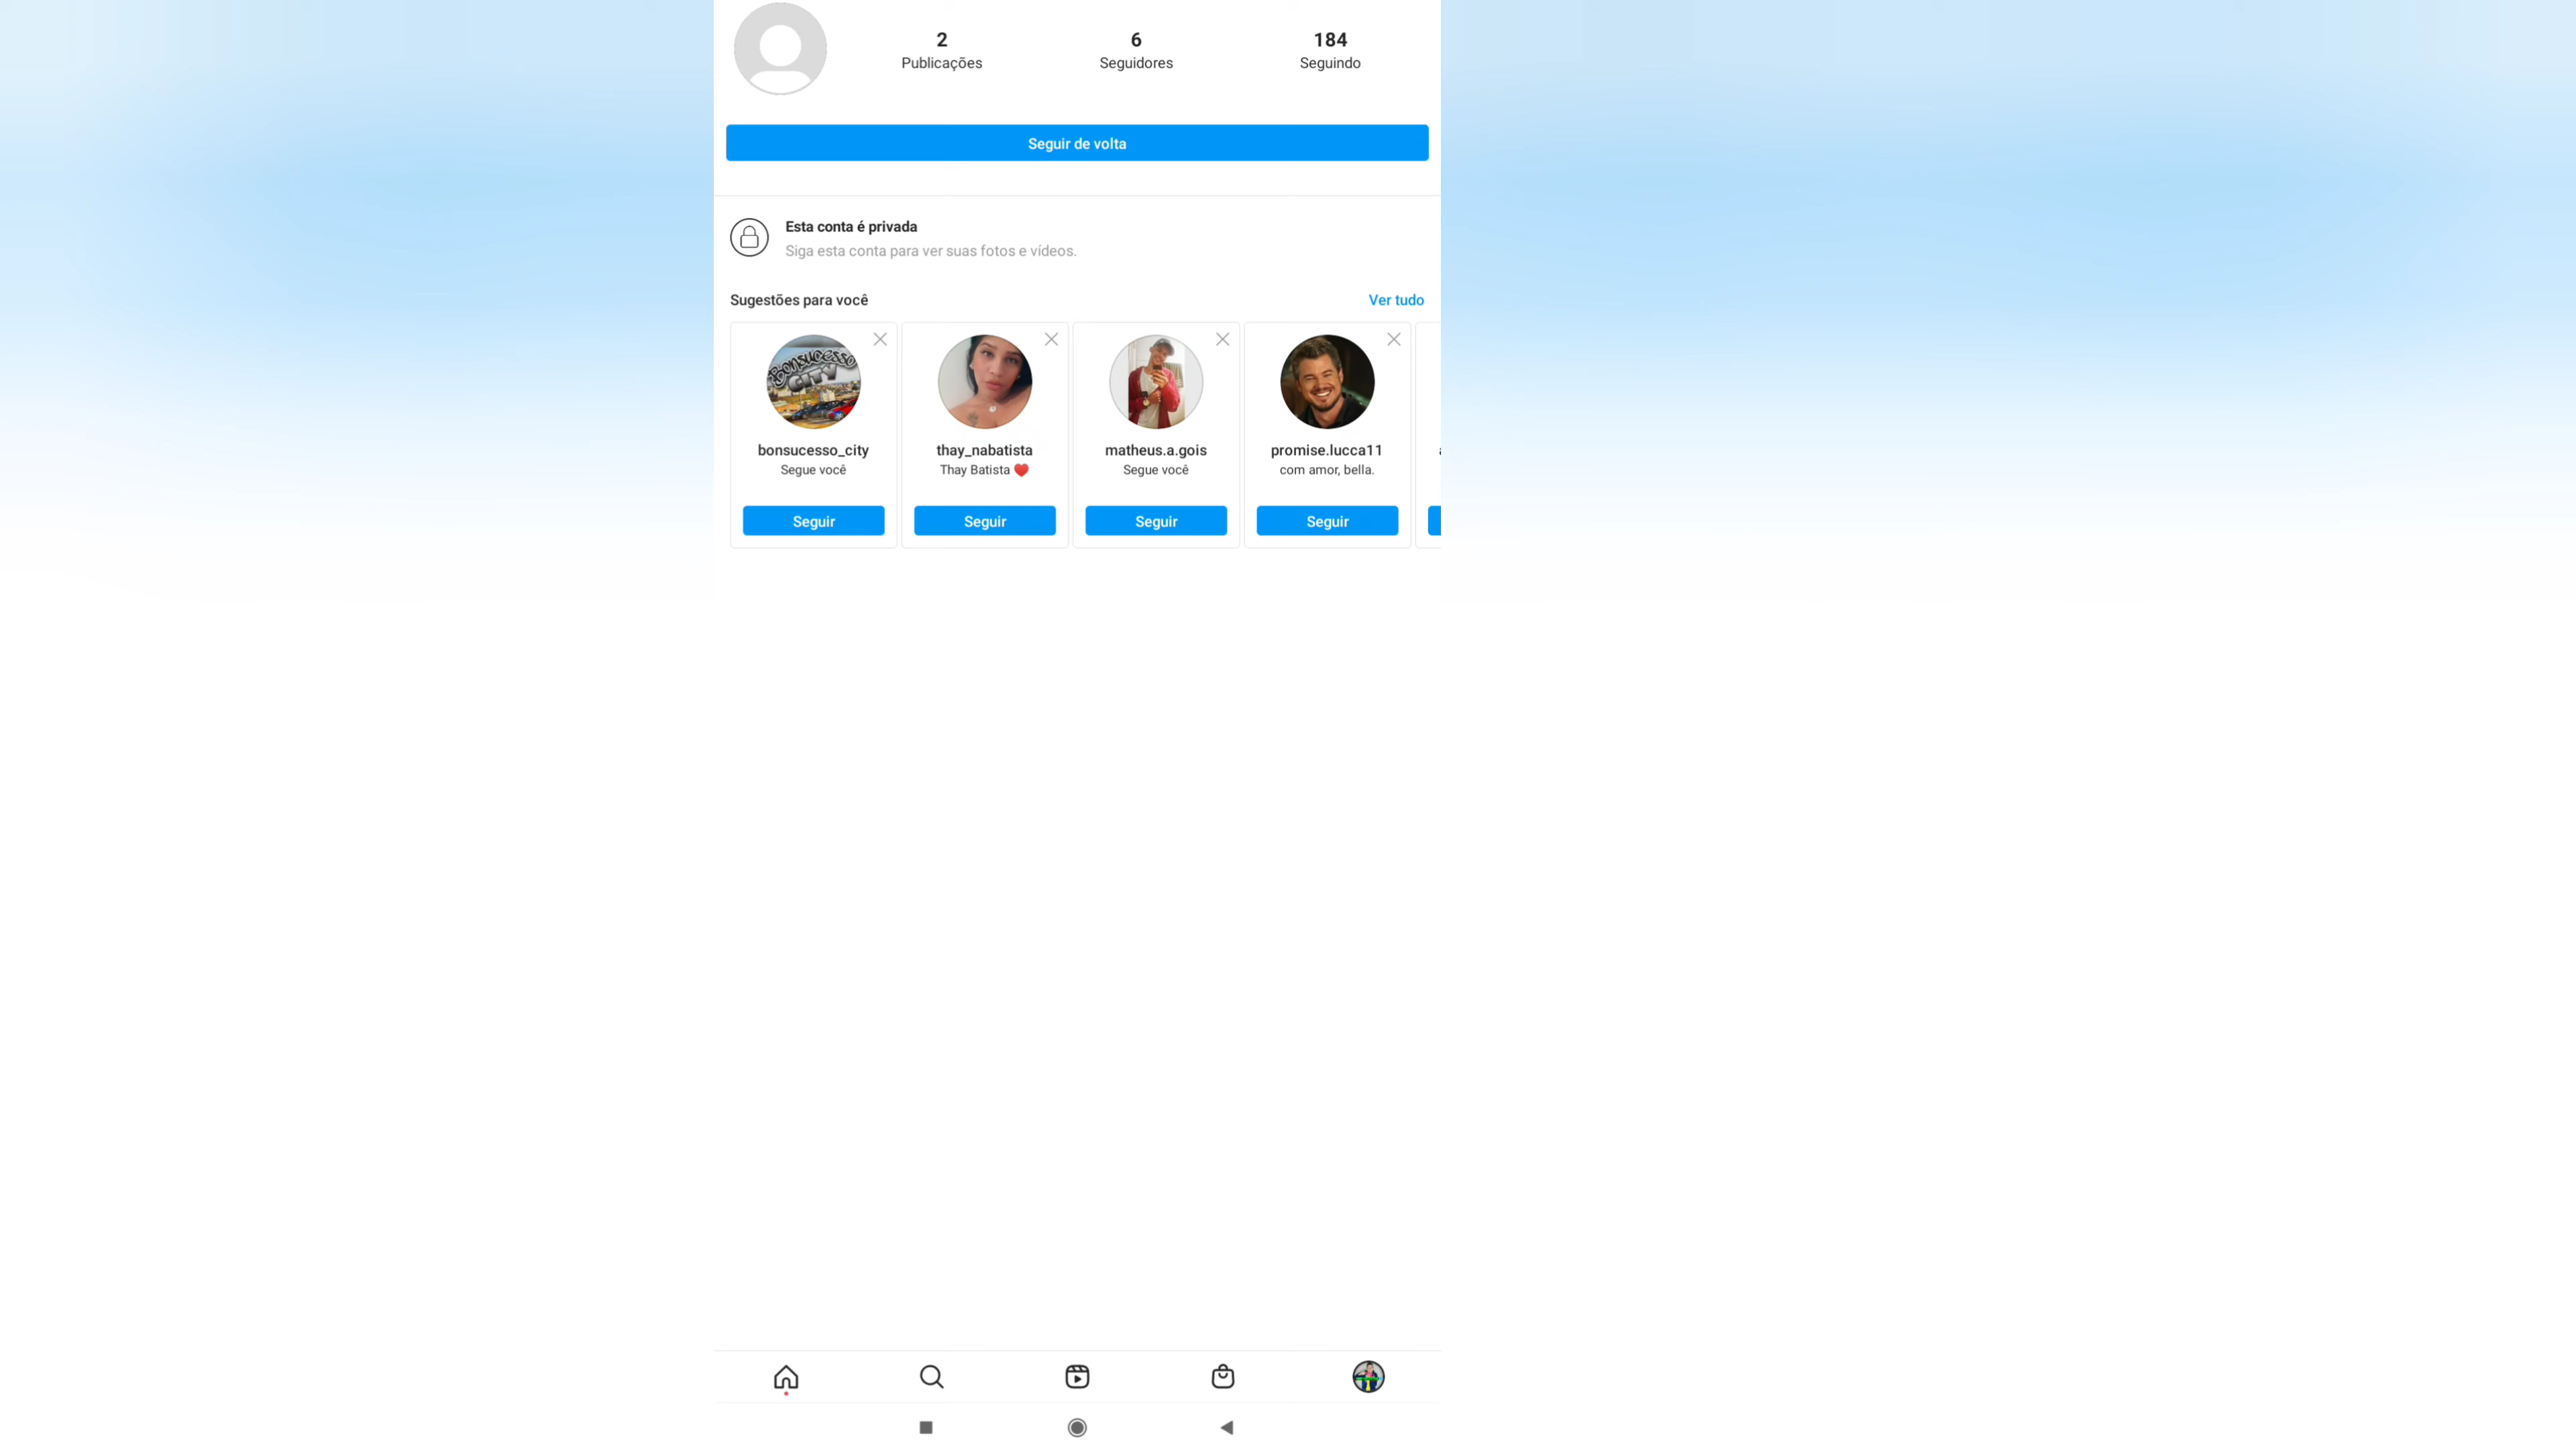 2 6 184
Publicações Seguidores Seguindo
Seguir de volta
Esta conta é privada
Siga esta conta para ver suas fotos e vídeos.
Sugestões para você Ver tudo
Bonsucesso
CITY
bonsucesso_city thay_nabatista matheus.a.gois promise.lucca11
Segue você Thay Batista ❤️ Segue você com amor, bella.
Seguir Seguir Seguir Seguir